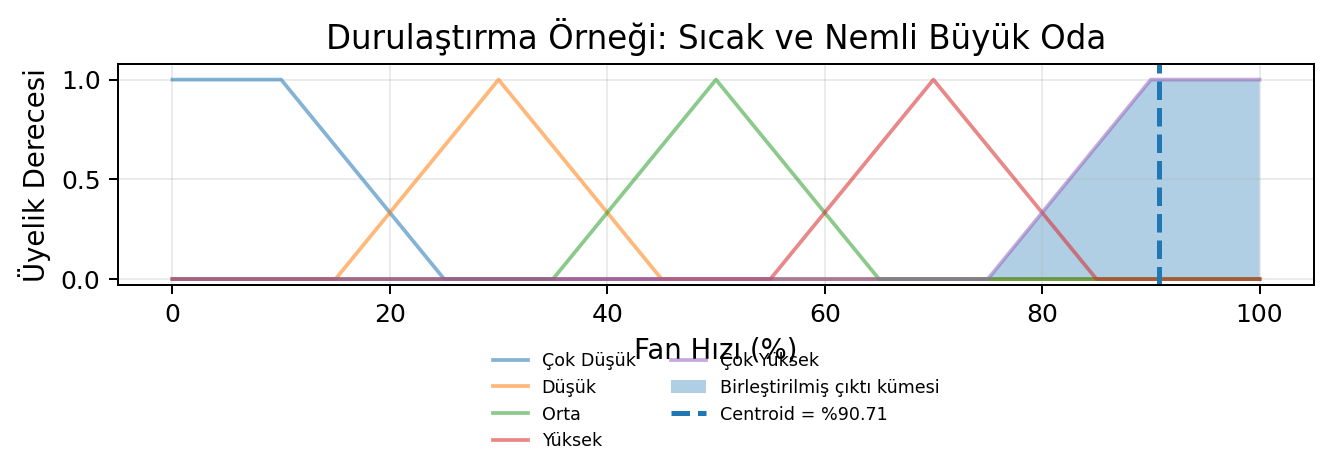 Durulaştırma Örneği: Sıcak ve Nemli Büyük Oda
Üyelik Derecesi
1.0
0.5
0.0
0 20 40 60 80 100
Fan Hızı (%)
Çok Düşük
Düşük
Orta
Yüksek
Çok Yüksek
Birleştirilmiş çıktı kümesi
Centroid = %90.71